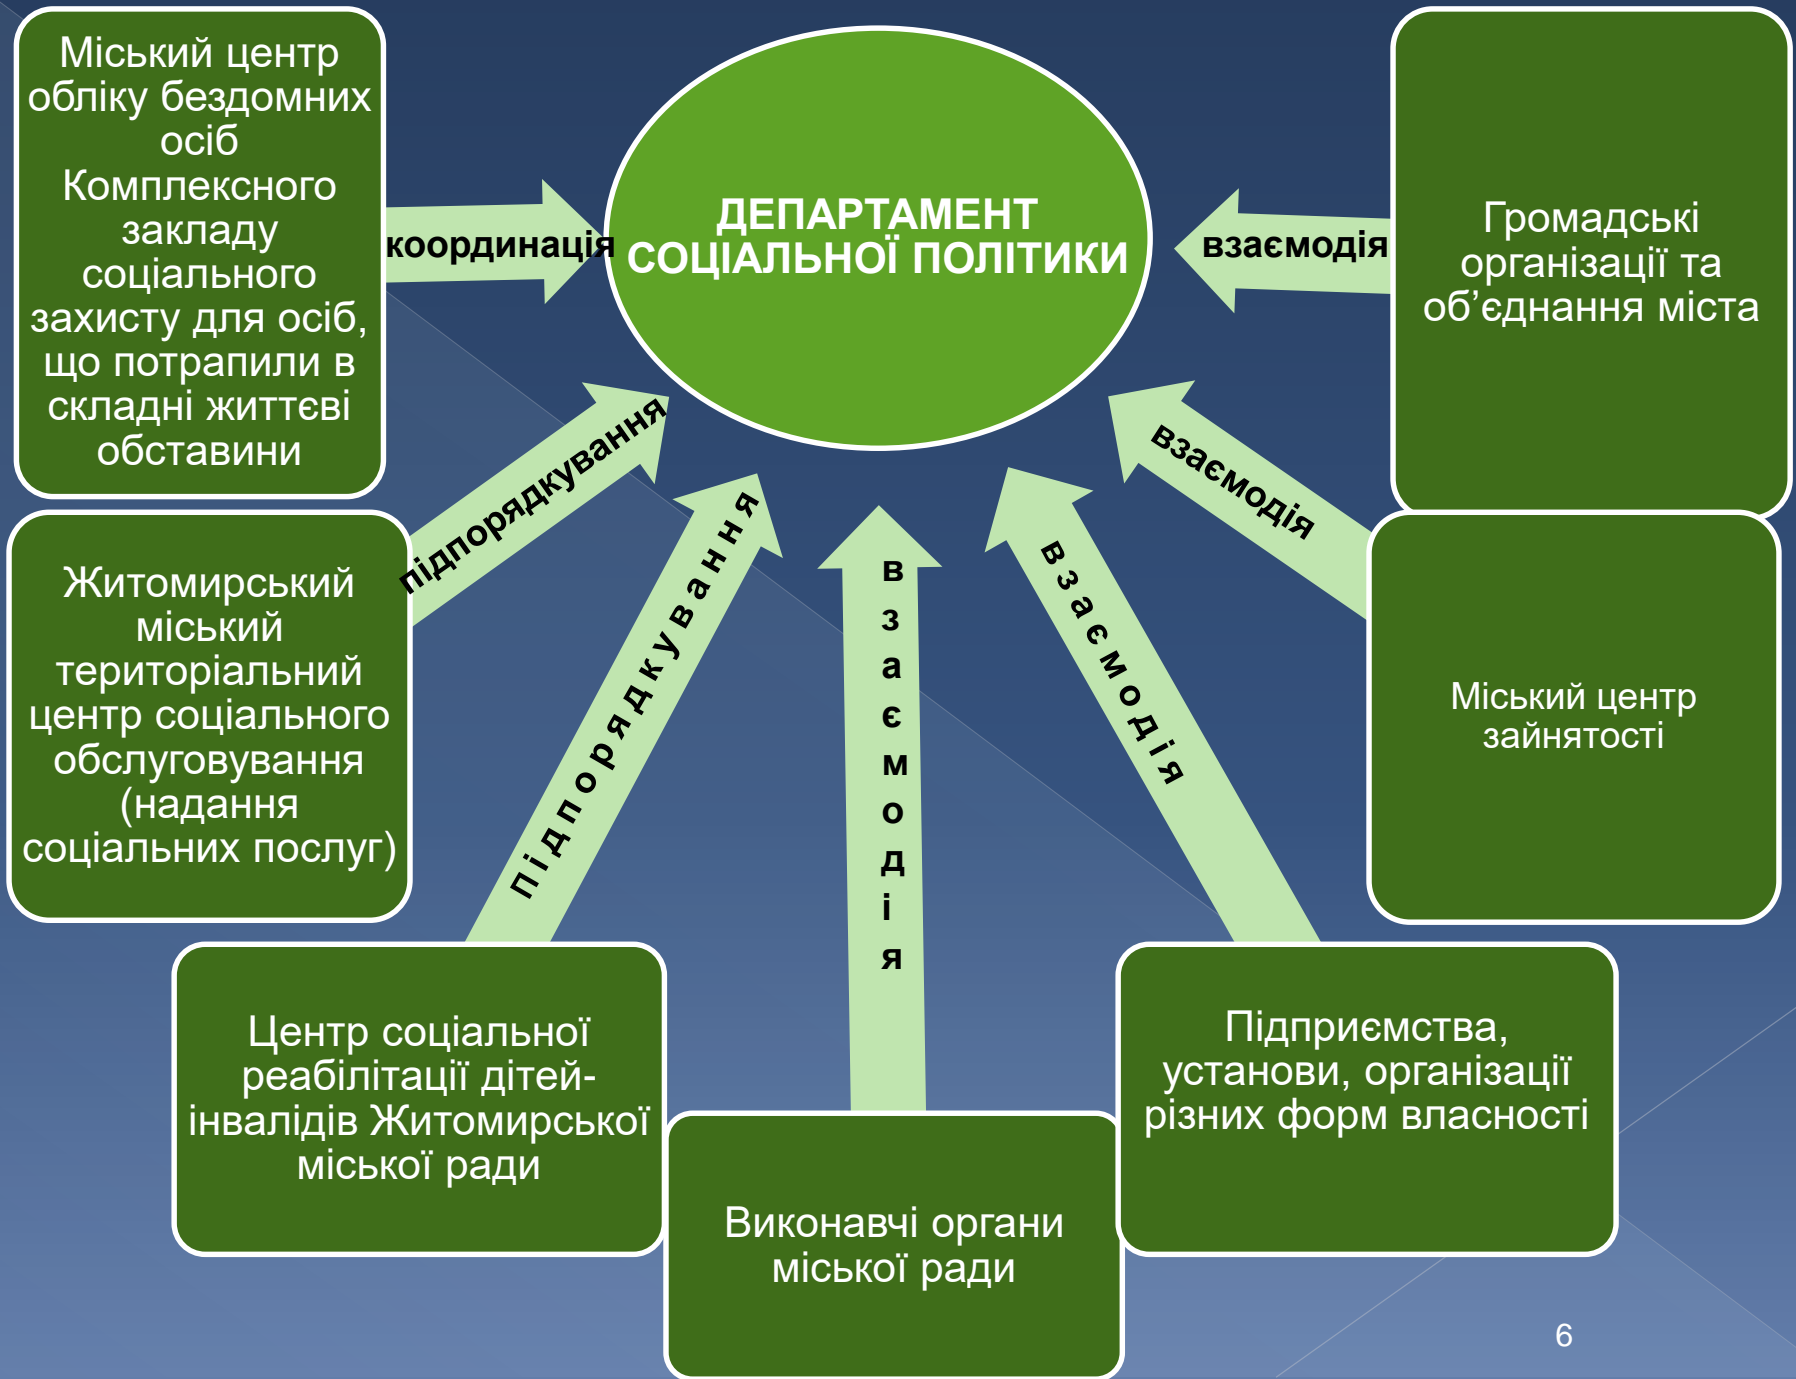 Міський центр
обліку бездомних
осіб
Комплексного
закладу
соціального
захисту для осіб,
що потрапили в
складні життєві
обставини
координація
ДЕПАРТАМЕНТ
СОЦІАЛЬНОЇ ПОЛІТИКИ
взаємодія
Громадські
організації та
об’єднання міста
підпорядкування
Житомирський
міський
територіальний
центр соціального
обслуговування
(надання
соціальних послуг)
підпорядкування
взаємодія
взаємодія
взаємодія
Міський центр
зайнятості
Центр соціальної
реабілітації дітей-
інвалідів Житомирської
міської ради
Виконавчі органи
міської ради
Підприємства,
установи, організації
різних форм власності
6